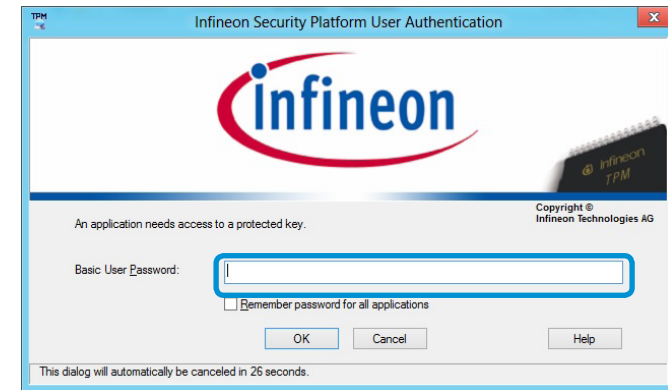 TPM
Infineon Security Platform User Authentication
infineon
Infineon
TPM
Copyright ©
Infineon Technologies AG
An application needs access to a protected key.
Basic User Password:
Remember password for all applications
OK Cancel Help
This dialog will automatically be canceled in 26 seconds.